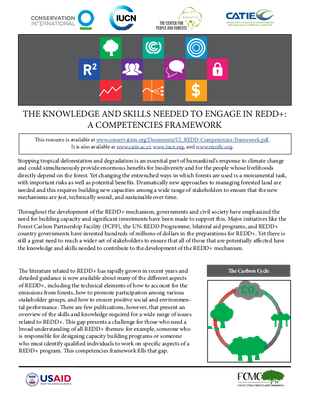 CONSERVATION
INTERNATIONAL
IUCN
THE CENTER FOR
PEOPLE AND FORESTS
CATIE
R²
$
THE KNOWLEDGE AND SKILLS NEEDED TO ENGAGE IN REDD+:
A COMPETENCIES FRAMEWORK
This resource is available at www.conservation.org/Documents/CI_REDD-Competencies-Framework.pdf.
It is also available at www.catie.ac.cr, www.iucn.org, and www.recoftc.org.
Stopping tropical deforestation and degradation is an essential part of humankind's response to climate change
and could simultaneously provide enormous benefits for biodiversity and for the people whose livelihoods
directly depend on the forest. Yet changing the entrenched ways in which forests are used is a monumental task,
with important risks as well as potential benefits. Dramatically new approaches to managing forested land are
needed and this requires building new capacities among a wide range of stakeholders to ensure that the new
mechanisms are just, technically sound, and sustainable over time.
Throughout the development of the REDD+ mechanism, governments and civil society have emphasized the
need for building capacity and significant investments have been made to support this. Major initiatives like the
Forest Carbon Partnership Facility (FCPF), the UN-REDD Programme, bilateral aid programs, and REDD+
country governments have invested hundreds of millions of dollars in the preparations for REDD+. Yet there is
still a great need to reach a wider set of stakeholders to ensure that all of those that are potentially affected have
the knowledge and skills needed to contribute to the development of the REDD+ mechanism.
The literature related to REDD+ has rapidly grown in recent years and
detailed guidance is now available about many of the different aspects
of REDD+, including the technical elements of how to account for the
emissions from forests, how to promote participation among various
stakeholder groups, and how to ensure positive social and environmen-
tal performance. There are few publications, however, that present an
overview of the skills and knowledge required for a wide range of issues
related to REDD+. This gap presents a challenge for those who need a
broad understanding of all REDD+ themes: for example, someone who
is responsible for designing capacity building programs or someone
who must identify qualified individuals to work on specific aspects of a
REDD+ program. This competencies framework fills that gap.
The Carbon Cycle
CO₂
USAID
FROM THE AMERICAN PEOPLE
FCMC